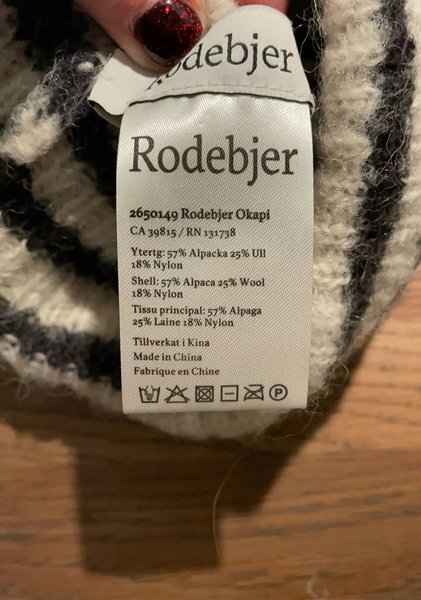 Rodebjer
Rodebjer
2650149 Rodebjer Okapi
CA 39815 / RN 131738
Ytertg: 57% Alpacka 25% Ull
18% Nylon
Shell: 57% Alpaca 25% Wool
18% Nylon
Tissu principal: 57% Alpaga
25% Laine 18% Nylon
Tillverkat i Kina
Made in China
Fabrique en Chine
P